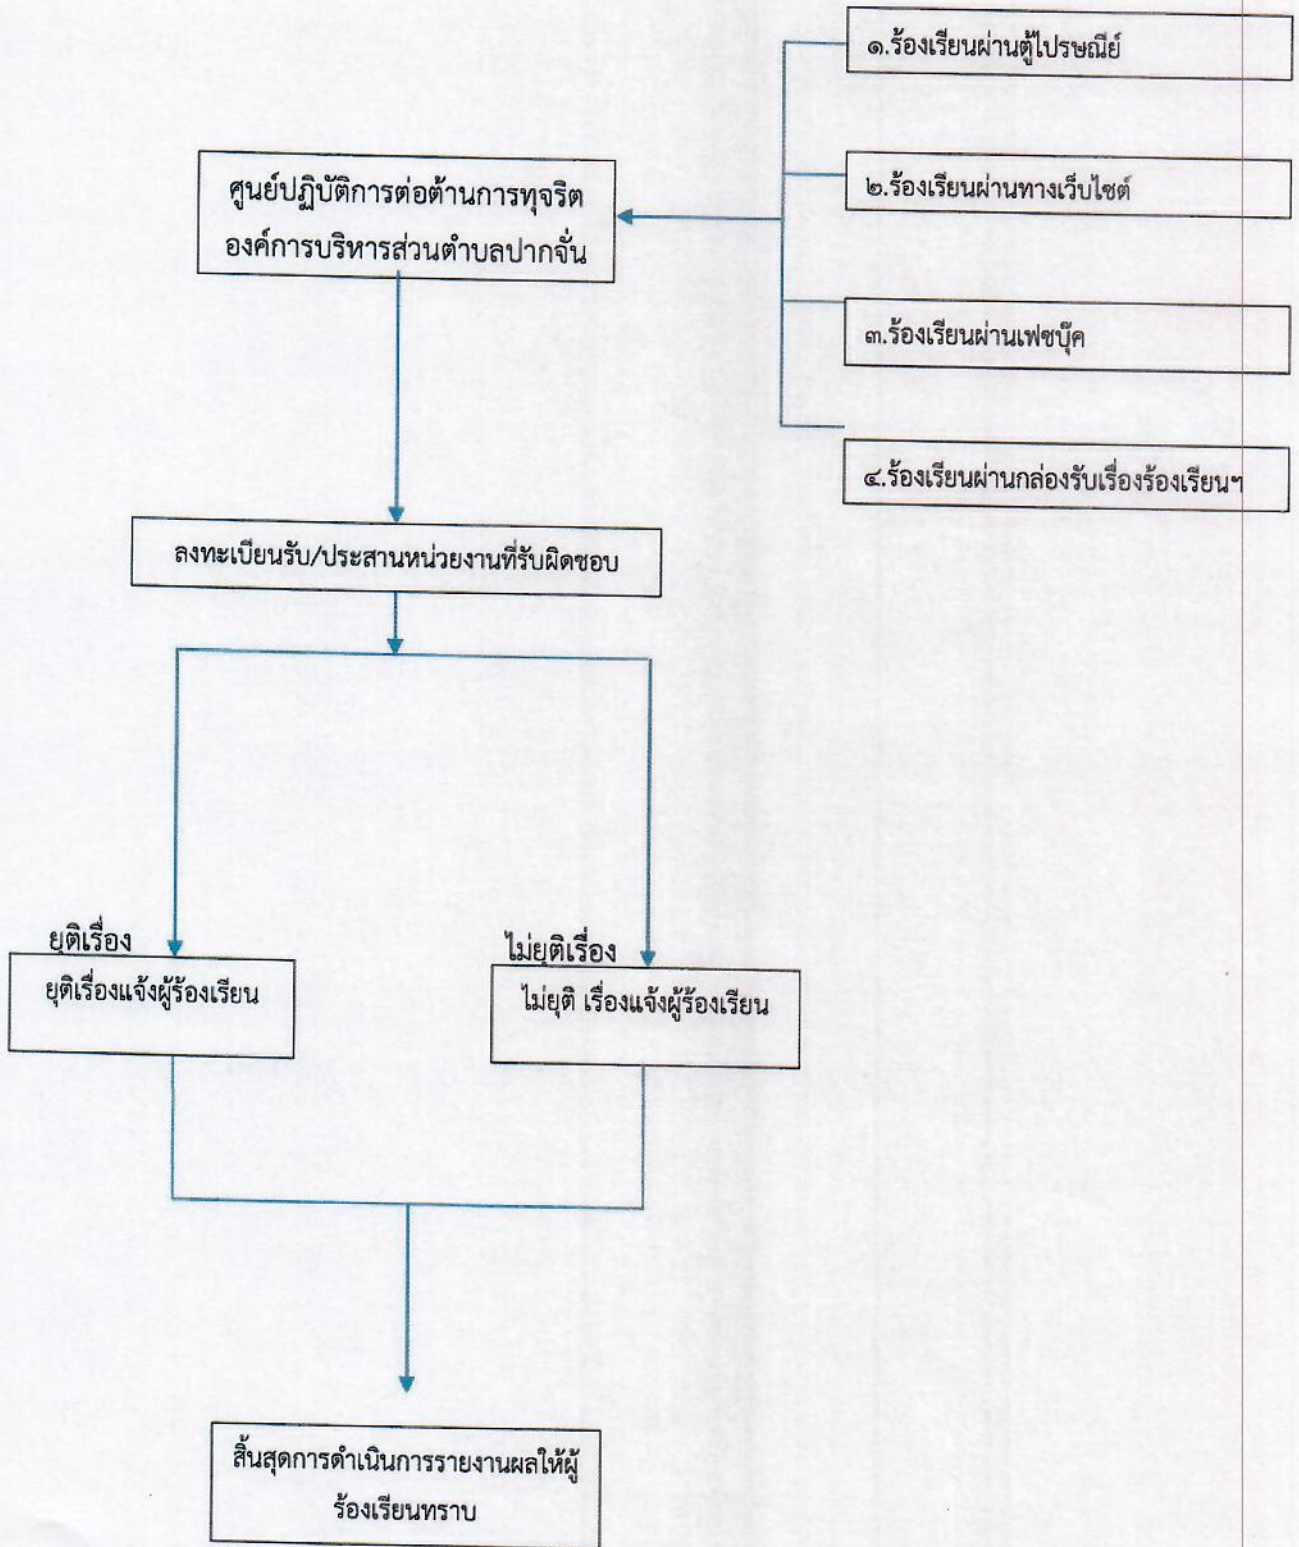 ๑.ร้องเรียนผ่านตู้ไปรษณีย์
ศูนย์ปฏิบัติการต่อต้านการทุจริต
องค์การบริหารส่วนตำบลปากจั่น
๒.ร้องเรียนผ่านทางเว็บไซต์
๓.ร้องเรียนผ่านเฟซบุ๊ค
๔.ร้องเรียนผ่านกล่องรับเรื่องร้องเรียนฯ
ลงทะเบียนรับ/ประสานหน่วยงานที่รับผิดชอบ
ยุติเรื่อง
ยุติเรื่องแจ้งผู้ร้องเรียน
ไม่ยุติเรื่อง
ไม่ยุติ เรื่องแจ้งผู้ร้องเรียน
สิ้นสุดการดำเนินการรายงานผลให้ผู้
ร้องเรียนทราบ